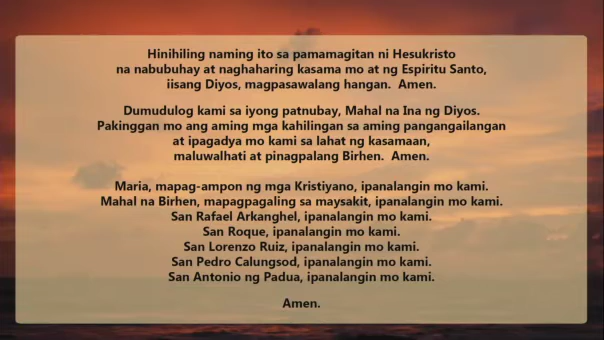 Hinihiling naming ito sa pamamagitan ni Hesukristo
na nabubuhay at naghaharing kasama mo at ng Espiritu Santo,
iisang Diyos, magpasawalang hangan.  Amen.
Dumudulog kami sa iyong patnubay, Mahal na Ina ng Diyos.
Pakinggan mo ang aming mga kahilingan sa aming pangangailangan
at ipagadya mo kami sa lahat ng kasamaan,
maluwalhati at pinagpalang Birhen.  Amen.
Maria, mapag-ampon ng mga Kristiyano, ipanalangin mo kami.
Mahal na Birhen, mapagpagaling sa maysakit, ipanalangin mo kami.
San Rafael Arkanghel, ipanalangin mo kami.
San Roque, ipanalangin mo kami.
San Lorenzo Ruiz, ipanalangin mo kami.
San Pedro Calungsod, ipanalangin mo kami.
San Antonio ng Padua, ipanalangin mo kami.
Amen.